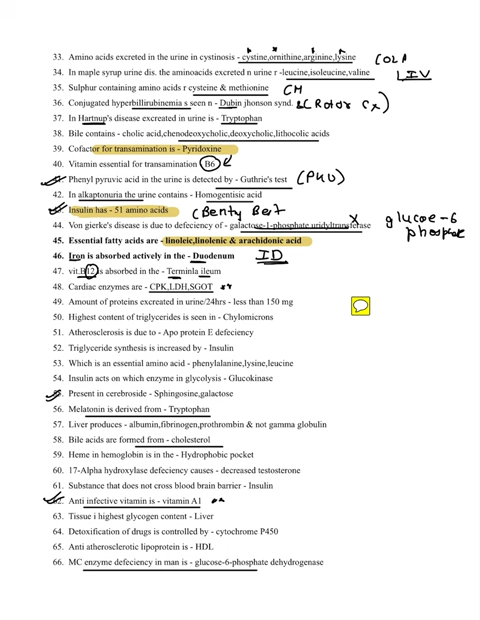 33. Amino acids excreted in the urine in cystinosis - cystine,ornithine,arginine,lysine (COLA
34. In maple syrup urine dis. the aminoacids excreted n urine r -leucine,isoleucine,valine LIV
35. Sulphur containing amino acids r cysteine & methionine CM
36. Conjugated hyperbillirubinemia s seen n - Dubin jhonson synd. &(Rotor Cx)
37. In Hartnup's disease excreated in urine is - Tryptophan
38. Bile contains - cholic acid,chenodeoxycholic,deoxycholic,lithocolic acids
39. Cofactor for transamination is - Pyridoxine
40. Vitamin essential for transamination B6
41. Phenyl pyruvic acid in the urine is detected by - Guthrie's test (PKU)
42. In alkaptonuria the urine contains - Homogentisic acid
43. Insulin has - 51 amino acids (Benty Best
44. Von gierke's disease is due to defeciency of - galactose-1-phosphate uridyltransferase X glucoe-6 phosphate
45. Essential fatty acids are - linoleic,linolenic & arachidonic acid
46. Iron is absorbed actively in the - Duodenum ID
47. vit.B12 is absorbed in the - Terminla ileum
48. Cardiac enzymes are - CPK,LDH,SGOT
49. Amount of proteins excreated in urine/24hrs - less than 150 mg
50. Highest content of triglycerides is seen in - Chylomicrons
51. Atherosclerosis is due to - Apo protein E defeciency
52. Triglyceride synthesis is increased by - Insulin
53. Which is an essential amino acid - phenylalanine,lysine,leucine
54. Insulin acts on which enzyme in glycolysis - Glucokinase
55. Present in cerebroside - Sphingosine,galactose
56. Melatonin is derived from - Tryptophan
57. Liver produces - albumin,fibrinogen,prothrombin & not gamma globulin
58. Bile acids are formed from - cholesterol
59. Heme in hemoglobin is in the - Hydrophobic pocket
60. 17-Alpha hydroxylase defeciency causes - decreased testosterone
61. Substance that does not cross blood brain barrier - Insulin
62. Anti infective vitamin is - vitamin A1
63. Tissue i highest glycogen content - Liver
64. Detoxification of drugs is controlled by - cytochrome P450
65. Anti atherosclerotic lipoprotein is - HDL
66. MC enzyme defeciency in man is - glucose-6-phosphate dehydrogenase